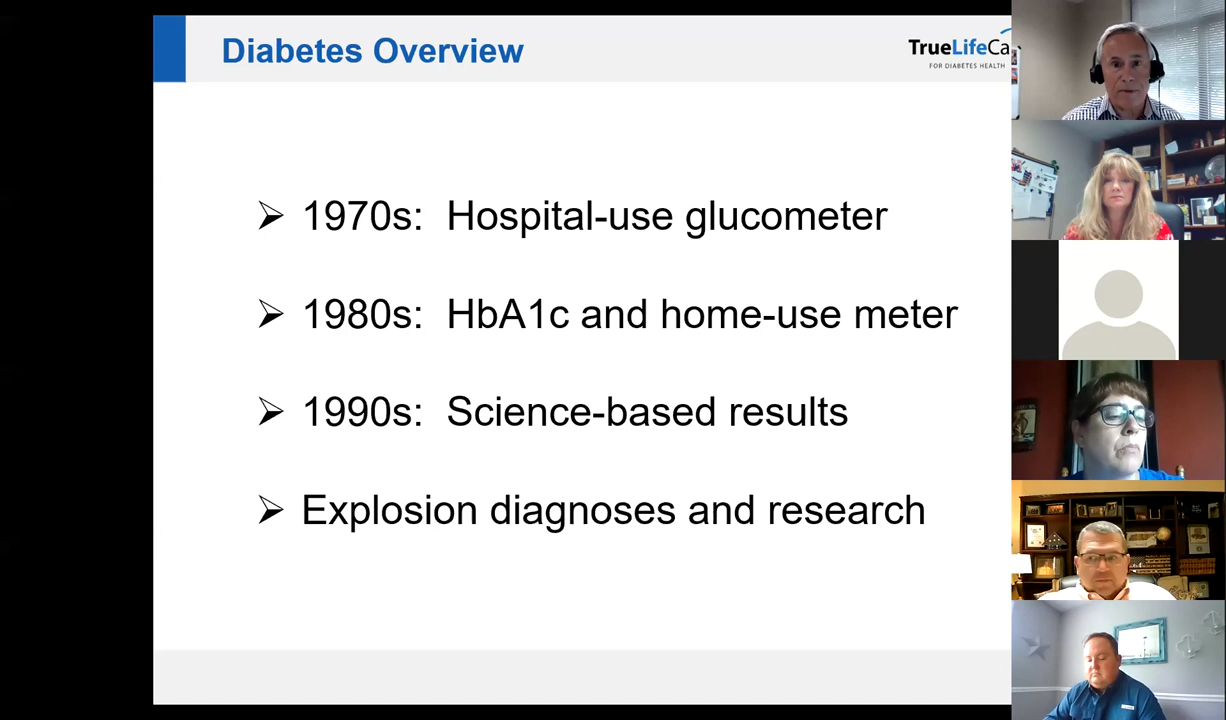 Diabetes Overview
TrueLifeCa
FOR DIABETES HEALTH
➢ 1970s: Hospital-use glucometer
➢ 1980s: HbA1c and home-use meter
➢ 1990s: Science-based results
➢ Explosion diagnoses and research